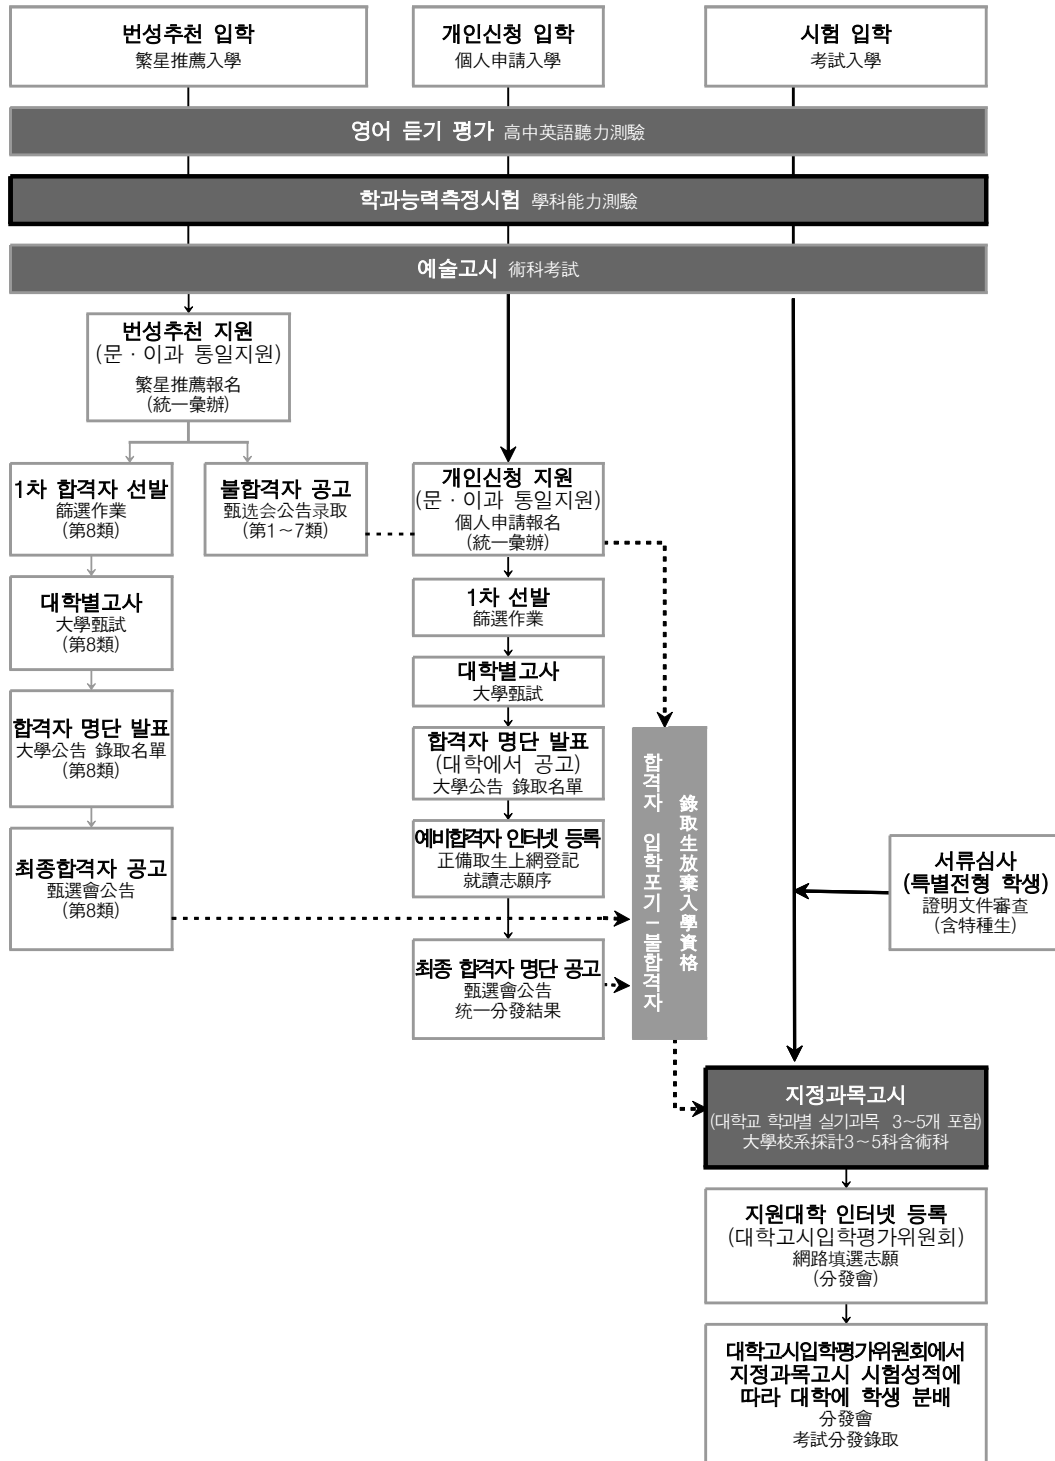 번성추천 입학
繁星推薦入學
개인신청 입학
個人申請入學
시험 입학
考試入學
영어 듣기 평가 高中英語聽力測驗
학과능력측정시험 學科能力測驗
예술고시 術科考試
번성추천 지원
(문·이과 통일지원)
繁星推薦報名
(統一彙辦)
1차 합격자 선발
篩選作業
(第8類)
불합격자 공고
甄选会公告录取
(第1~7類)
개인신청 지원
(문·이과 통일지원)
個人申請報名
(統一彙辦)
대학별고사
大學甄試
(第8類)
1차 선발
篩選作業
대학별고사
大學甄試
합격자 명단 발표
大學公告 錄取名單
(第8類)
합격자 명단 발표
(대학에서 공고)
大學公告 錄取名單
최종합격자 공고
甄選會公告
(第8類)
예비합격자 인터넷 등록
正備取生上網登記
就讀志願序
최종 합격자 명단 공고
甄選會公告
统一分發結果
합격자 입학포기-불합격자
錄取生放棄入學資格
서류심사
(특별전형 학생)
證明文件審查
(含特種生)
지정과목고시
(대학교 학과별 실기과목 3~5개 포함)
大學校系採計3~5科含術科
지원대학 인터넷 등록
(대학고시입학평가위원회)
網路填選志願
(分發會)
대학고시입학평가위원회에서
지정과목고시 시험성적에
따라 대학에 학생 분배
分發會
考試分發錄取